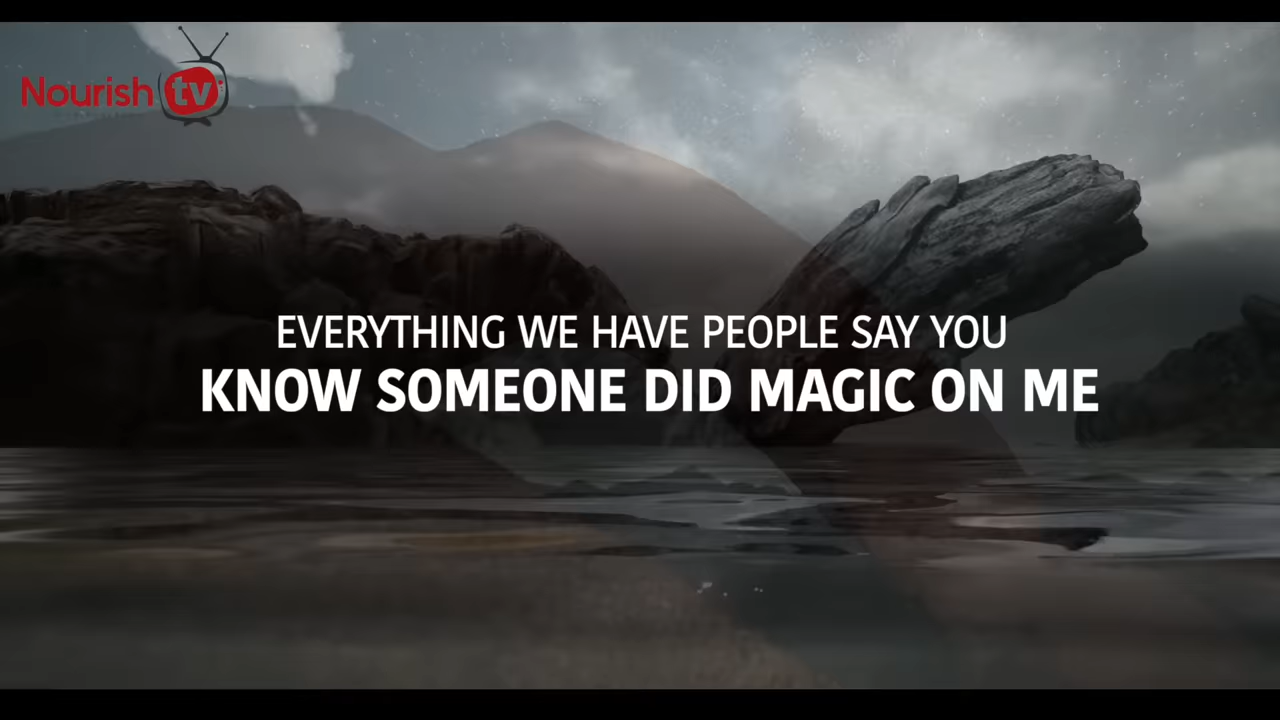 Nourish tv
EVERYTHING WE HAVE PEOPLE SAY YOU
KNOW SOMEONE DID MAGIC ON ME